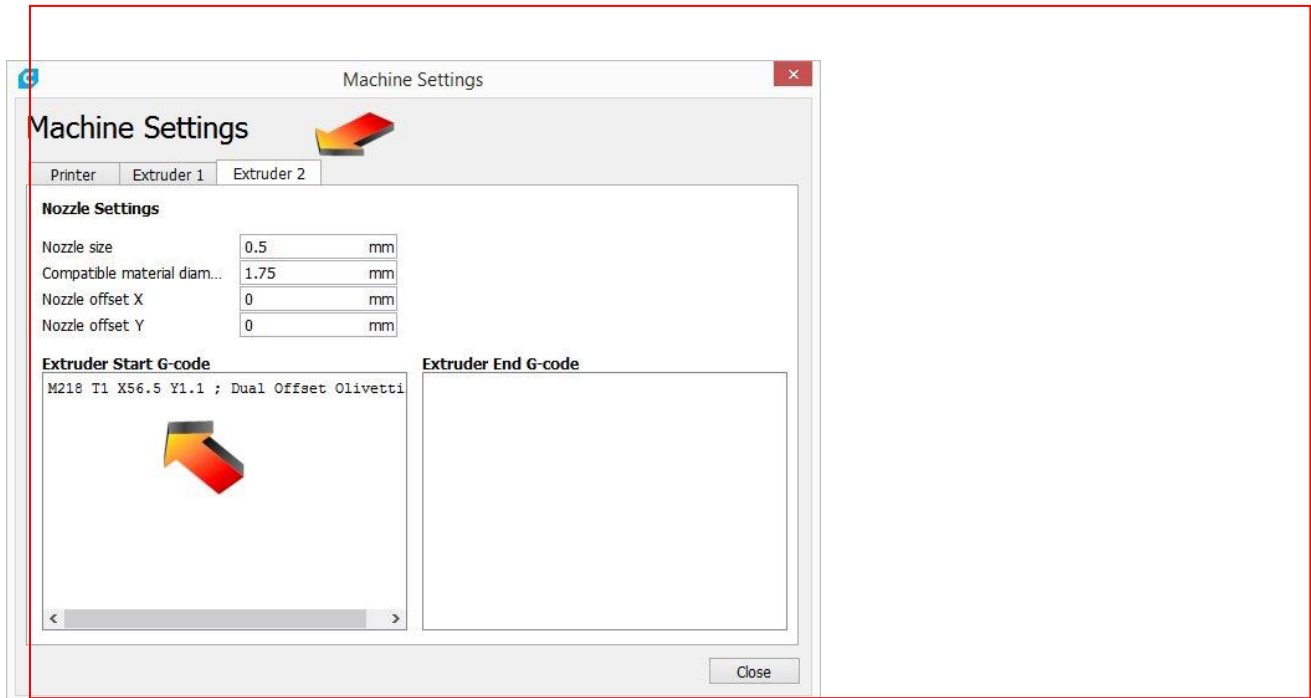 Machine Settings
Machine Settings
Printer Extruder 1 Extruder 2
Nozzle Settings
Nozzle size 0.5 mm
Compatible material diam... 1.75 mm
Nozzle offset X 0 mm
Nozzle offset Y 0 mm
Extruder Start G-code Extruder End G-code
M218 T1 X56.5 Y1.1 ; Dual Offset Olivetti
Close